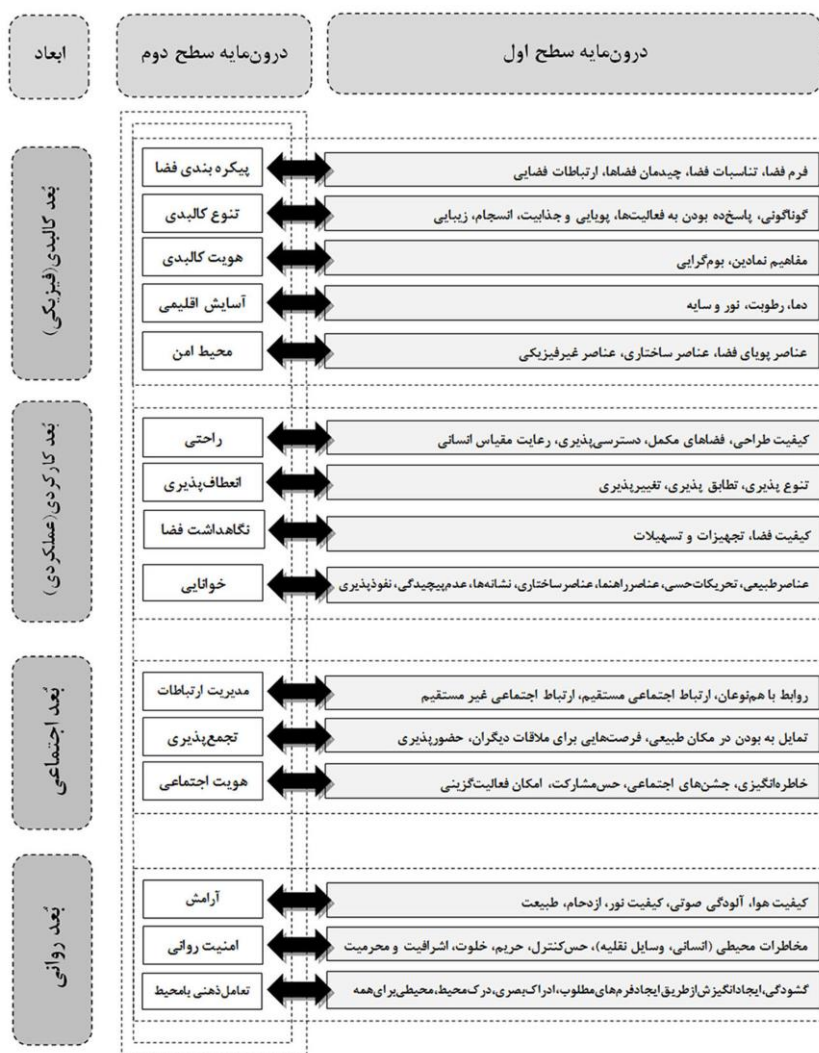 درون‌مایه سطح اول
درون‌مایه سطح دوم
ابعاد
بُعد کالبدی(فیزیکی)
پیکره بندی فضا
فرم فضا، تناسبات فضا، چیدمان فضاها، ارتباطات فضایی
تنوع کالبدی
گوناگونی، پاسخ‌ده بودن به فعالیت‌ها، پویایی و جذابیت، انسجام، زیبایی
هویت کالبدی
مفاهیم نمادین، بوم‌گرایی
آسایش اقلیمی
دما، رطوبت، نور و سایه
محیط امن
عناصر پویای فضا، عناصر ساختاری، عناصر غیرفیزیکی
بُعد کارکردی(عملکردی)
راحتی
کیفیت طراحی، فضاهای مکمل، دسترسی‌پذیری، رعایت مقیاس انسانی
انعطاف‌پذیری
تنوع پذیری، تطابق پذیری، تغییرپذیری
نگاهداشت فضا
کیفیت فضا، تجهیزات و تسهیلات
خوانایی
عناصرطبیعی، تحریکات‌حسی، عناصرراهنما، عناصرساختاری، نشانه‌ها، عدم‌پیچیدگی، نفوذپذیری
بُعد اجتماعی
مدیریت ارتباطات
روابط با هم‌نوعان، ارتباط اجتماعی مستقیم، ارتباط اجتماعی غیر مستقیم
تجمع‌پذیری
تمایل به بودن در مکان طبیعی، فرصت‌هایی برای ملاقات دیگران، حضورپذیری
هویت اجتماعی
خاطره‌انگیزی، جشن‌های اجتماعی، حس‌مشارکت، امکان فعالیت‌گزینی
بُعد روانی
آرامش
کیفیت هوا، آلودگی صوتی، کیفیت نور، ازدحام، طبیعت
امنیت روانی
مخاطرات محیطی (انسانی، وسایل نقلیه)، حس‌کنترل، حریم، خلوت، اشرافیت و محرمیت
تعامل‌ذهنی بامحیط
گشودگی، ایجادانگیزش‌ازطریق ایجادفرم‌های‌مطلوب، ادراک‌بصری، درک‌محیط، محیطی‌برای‌همه